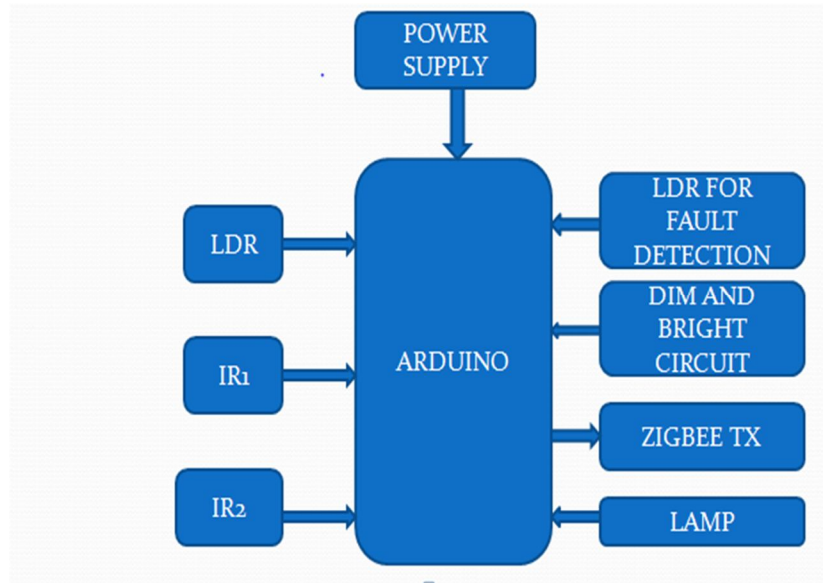 POWER
SUPPLY
LDR
IR1
IR2
ARDUINO
LDR FOR
FAULT
DETECTION
DIM AND
BRIGHT
CIRCUIT
ZIGBEE TX
LAMP